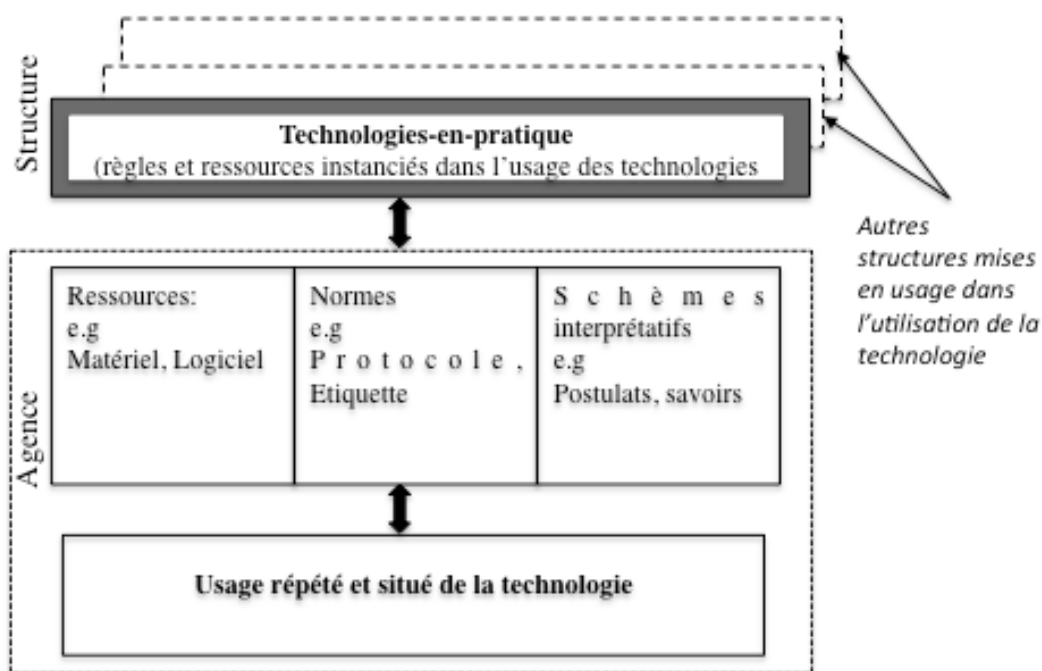 Structure
Technologies-en-pratique
(règles et ressources instanciés dans l’usage des technologies
Autres
structures mises
en usage dans
l’utilisation de la
technologie
Agence
Ressources:
e.g
Matériel, Logiciel
Normes
e.g
Protocole,
Etiquette
Schèmes
interprétatifs
e.g
Postulats, savoirs
Usage répété et situé de la technologie